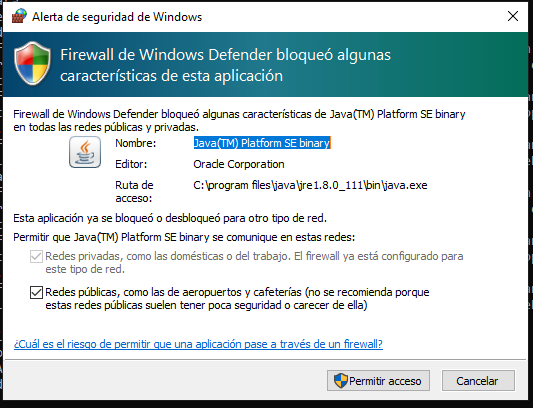 Alerta de seguridad de Windows
Firewall de Windows Defender bloqueó algunas
características de esta aplicación
Firewall de Windows Defender bloqueó algunas características de Java(TM) Platform SE binary
en todas las redes públicas y privadas.
Nombre: Java(TM) Platform SE binary
Editor: Oracle Corporation
Ruta de acceso: C:\program files\java\jre1.8.0_111\bin\java.exe
Esta aplicación ya se bloqueó o desbloqueó para otro tipo de red.
Permitir que Java(TM) Platform SE binary se comunique en estas redes:
Redes privadas, como las domésticas o del trabajo. El firewall ya está configurado para
este tipo de red.
Redes públicas, como las de aeropuertos y cafeterías (no se recomienda porque
estas redes públicas suelen tener poca seguridad o carecer de ella)
¿Cuál es el riesgo de permitir que una aplicación pase a través de un firewall?
Permitir acceso Cancelar